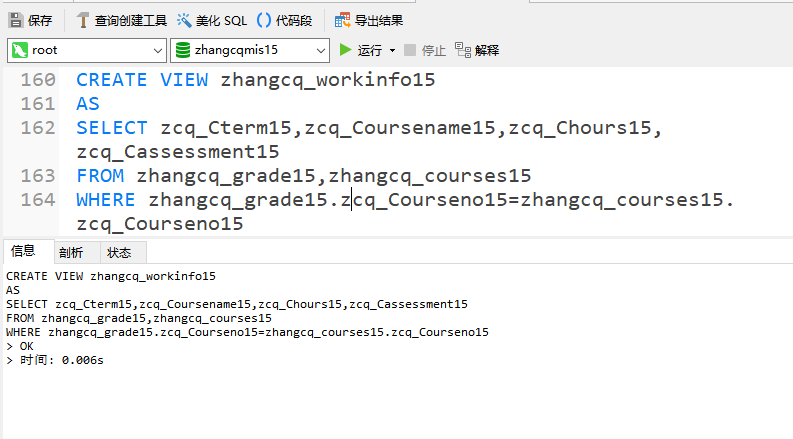 保存 查询创建工具 美化 SQL () 代码段 导出结果
root zhangcqmis15 运行 停止 解释
160 CREATE VIEW zhangcq_workinfo15
161 AS
162 SELECT zcq_Cterm15,zcq_Coursename15,zcq_Chours15,
zcq_Cassessment15
163 FROM zhangcq_grade15,zhangcq_courses15
164 WHERE zhangcq_grade15.zcq_Courseno15=zhangcq_courses15.
zcq_Courseno15
信息 剖析 状态
CREATE VIEW zhangcq_workinfo15
AS
SELECT zcq_Cterm15,zcq_Coursename15,zcq_Chours15,zcq_Cassessment15
FROM zhangcq_grade15,zhangcq_courses15
WHERE zhangcq_grade15.zcq_Courseno15=zhangcq_courses15.zcq_Courseno15
> OK
> 时间: 0.006s